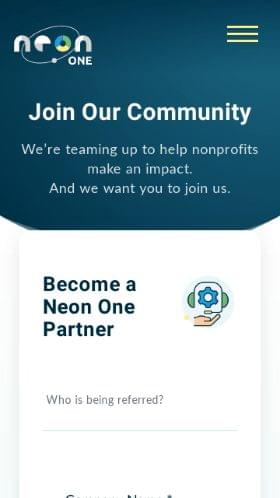 neon
ONE
Join Our Community
We're teaming up to help nonprofits
make an impact.
And we want you to join us.
Become a
Neon One
Partner
Who is being referred?
Company Name *